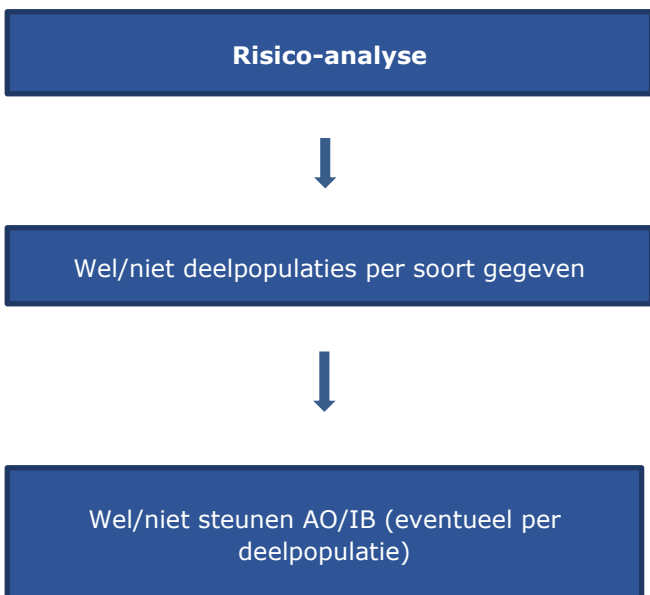 Risico-analyse
Wel/niet deelpopulaties per soort gegeven
Wel/niet steunen AO/IB (eventueel per
deelpopulatie)